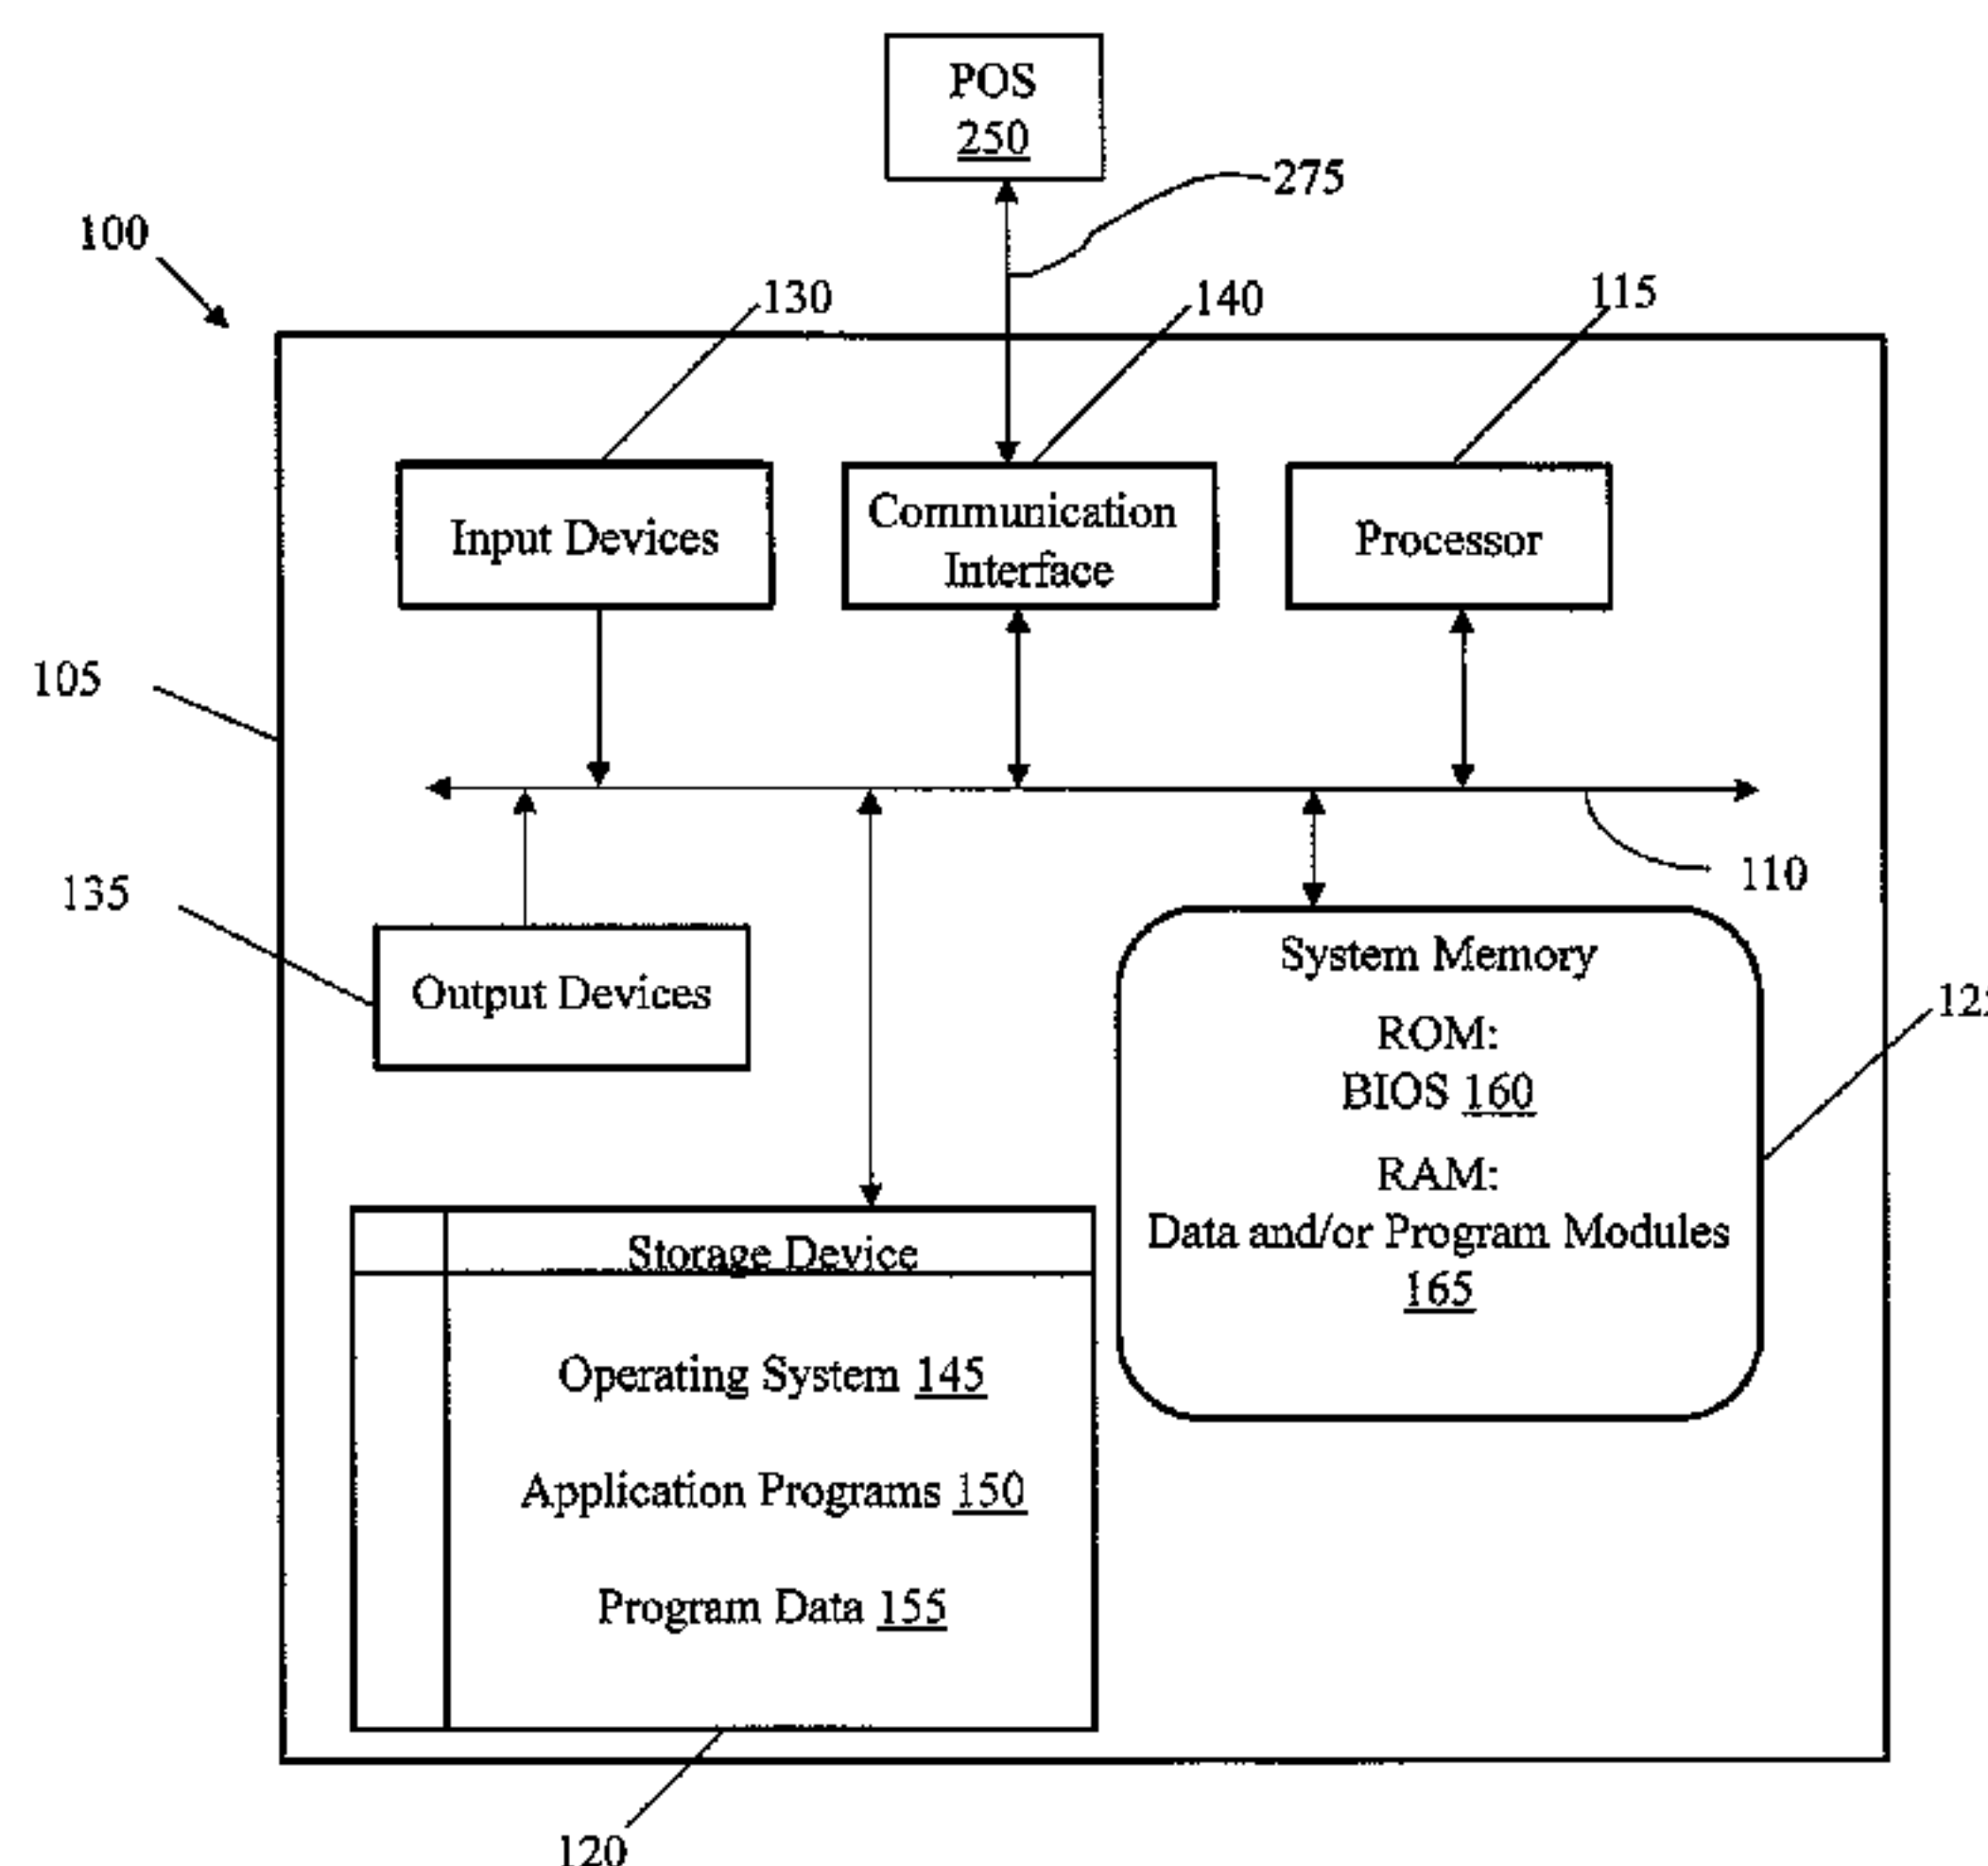 POS
250
275
100
130
140
115
Input Devices
Communication
Interface
Processor
105
110
135
Output Devices
System Memory
ROM:
BIOS 160
RAM:
Data and/or Program Modules
165
Storage Device
Operating System 145
Application Programs 150
Program Data 155
120